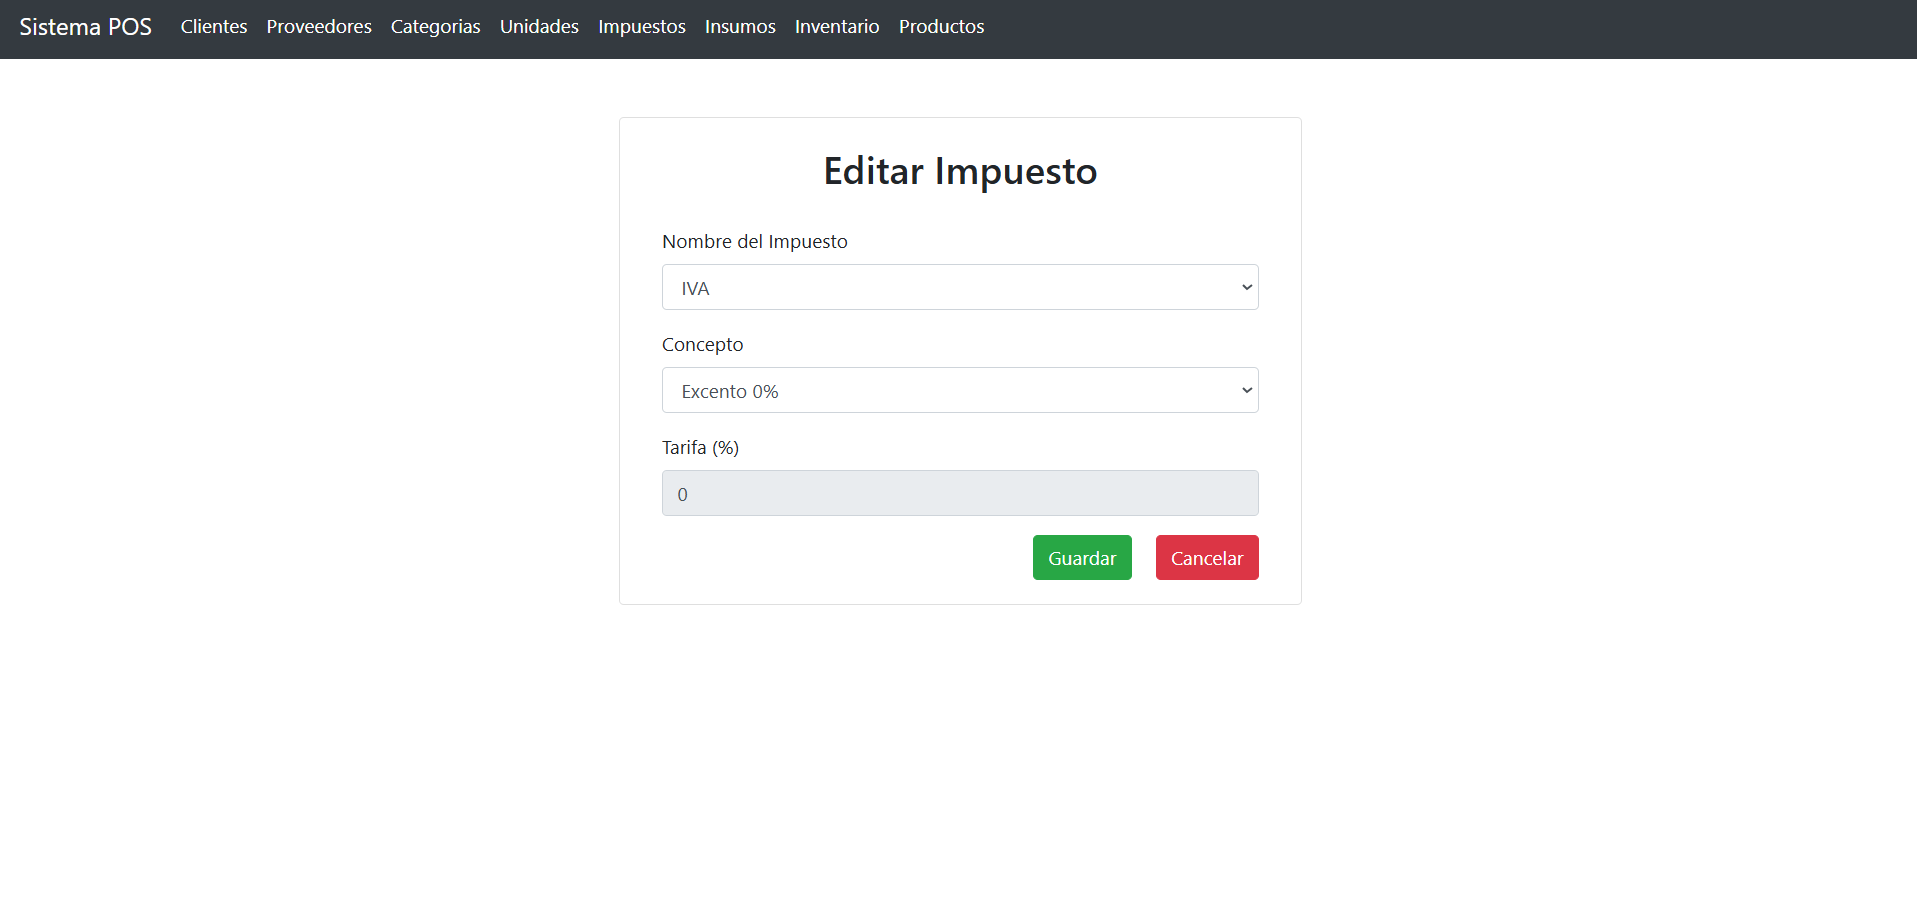 Sistema POS Clientes Proveedores Categorias Unidades Impuestos Insumos Inventario Productos
Editar Impuesto
Nombre del Impuesto
IVA
Concepto
Excento 0%
Tarifa (%)
0
Guardar Cancelar